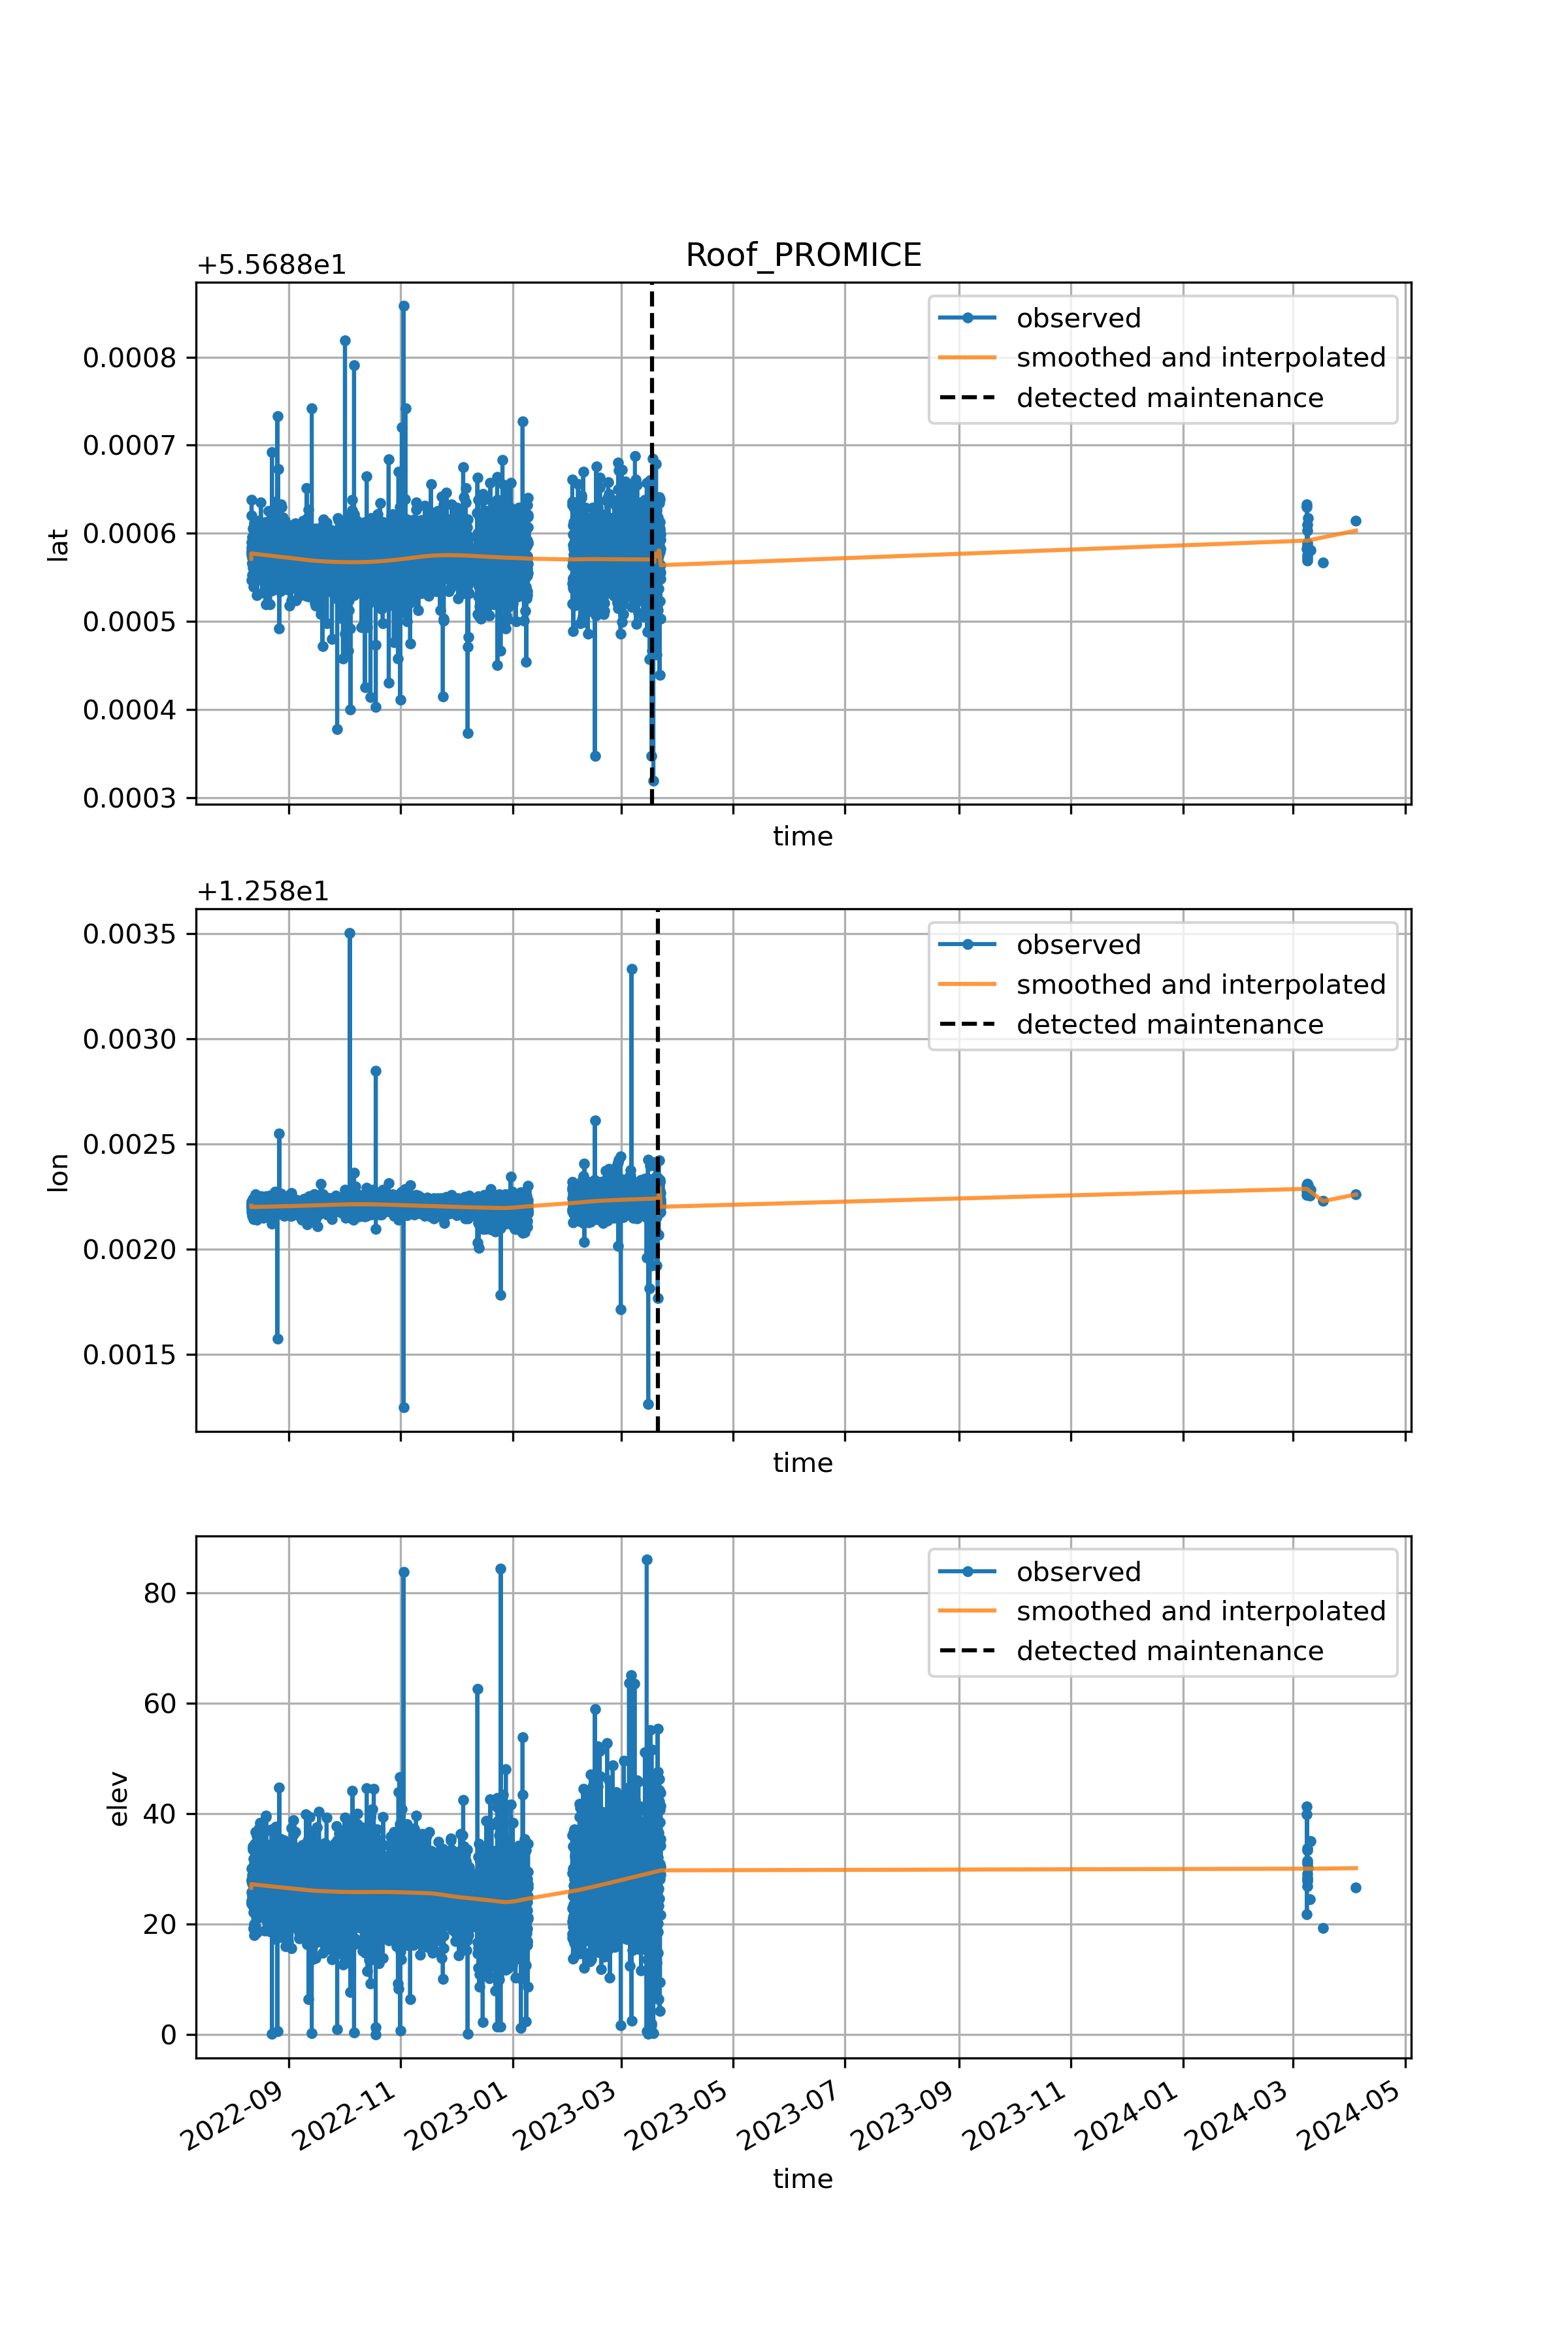 Roof_PROMICE
+5.5688e1
observed
smoothed and interpolated
detected maintenance
0.0008
0.0007
0.0006
0.0005
0.0004
0.0003
lat
time
+1.258e1
observed
smoothed and interpolated
detected maintenance
0.0035
0.0030
0.0025
0.0020
0.0015
lon
time
observed
smoothed and interpolated
detected maintenance
80
60
40
20
0
elev
2022-09
2022-11
2023-01
2023-03
2023-05
2023-07
2023-09
2023-11
2024-01
2024-03
2024-05
time